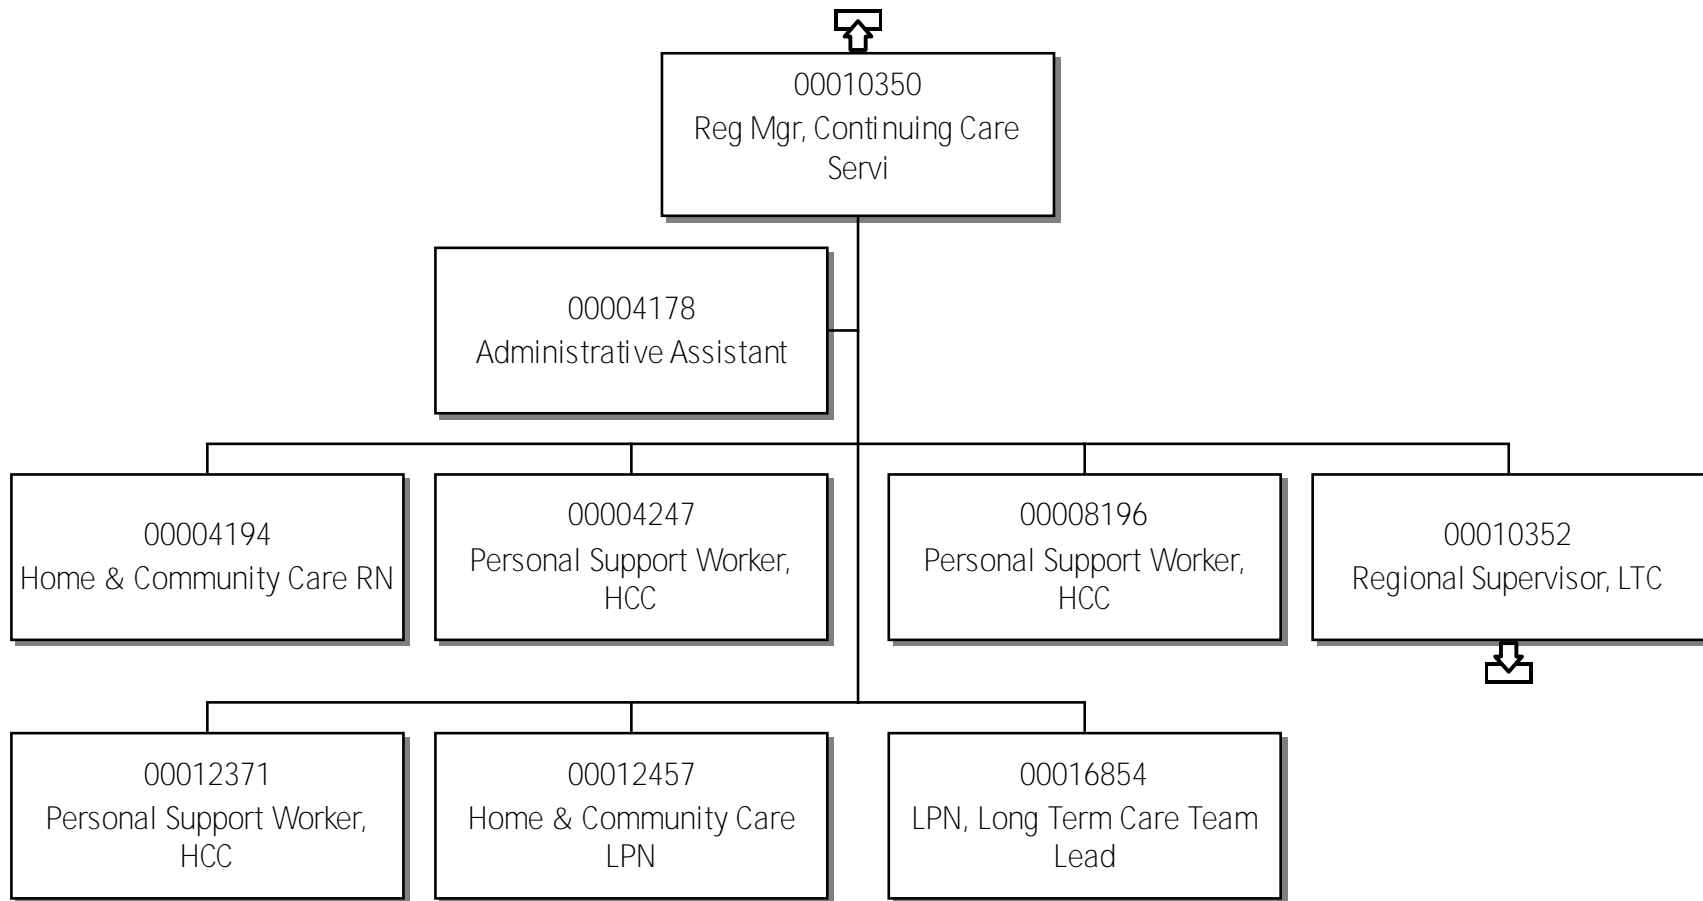 00010350
Reg Mgr, Continuing Care
Servi
00004178
Administrative Assistant
00004194
Home & Community Care RN
00004247
Personal Support Worker,
HCC
00008196
Personal Support Worker,
HCC
00010352
Regional Supervisor, LTC
00012371
Personal Support Worker,
HCC
00012457
Home & Community Care
LPN
00016854
LPN, Long Term Care Team
Lead